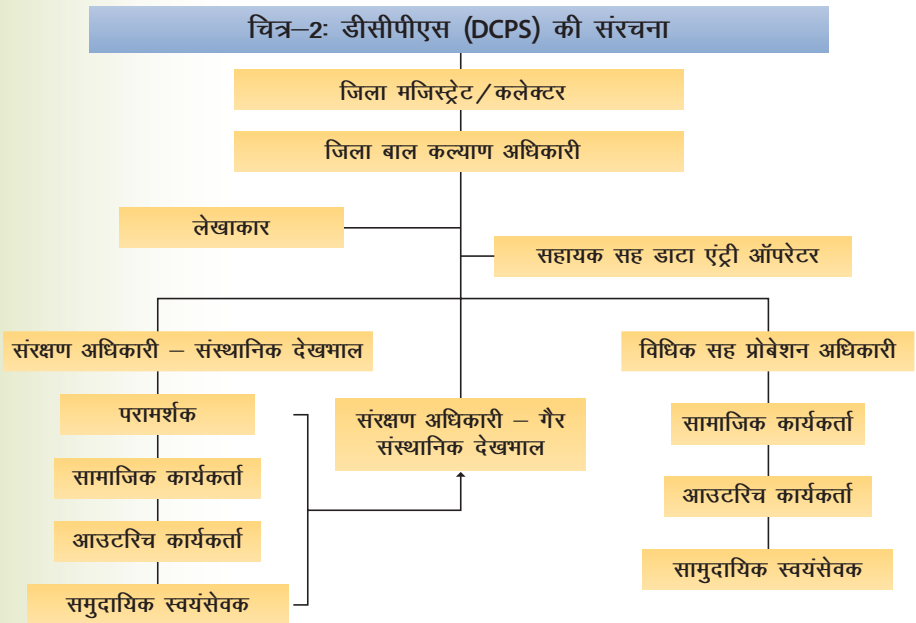 चित्र–2: डीसीपीएस (DCPS) की संरचना
जिला मजिस्ट्रेट/कलेक्टर
जिला बाल कल्याण अधिकारी
लेखाकार
सहायक सह डाटा एंट्री ऑपरेटर
संरक्षण अधिकारी – संस्थानिक देखभाल
परामर्शक
सामाजिक कार्यकर्ता
आउटरिच कार्यकर्ता
समुदायिक स्वयंसेवक
संरक्षण अधिकारी – गैर
संस्थानिक देखभाल
विधिक सह प्रोबेशन अधिकारी
सामाजिक कार्यकर्ता
आउटरिच कार्यकर्ता
सामुदायिक स्वयंसेवक